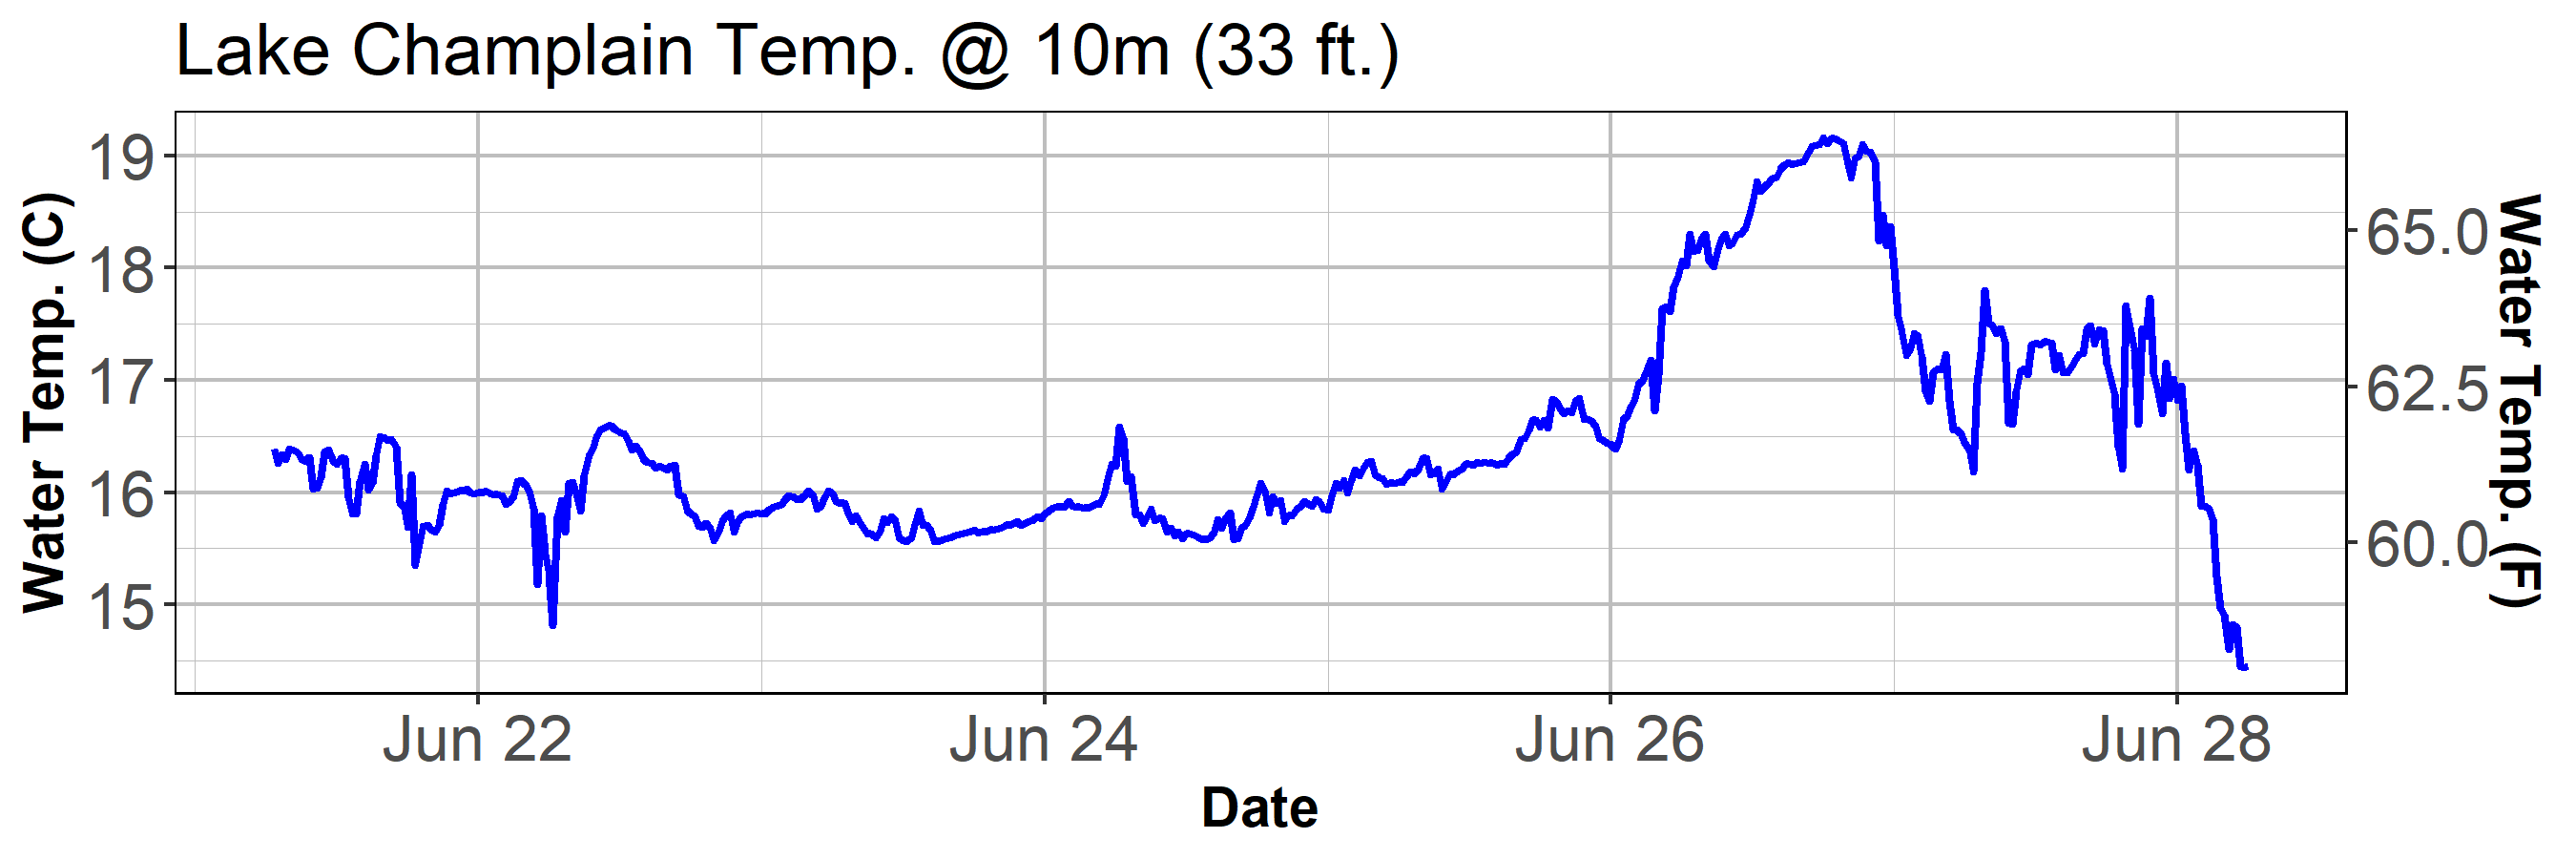 Lake Champlain Temp. @ 10m (33 ft.)
Water Temp. (C)
19
18
17
16
15
65.0
62.5
60.0
Water Temp. (F)
Jun 22
Jun 24
Jun 26
Jun 28
Date